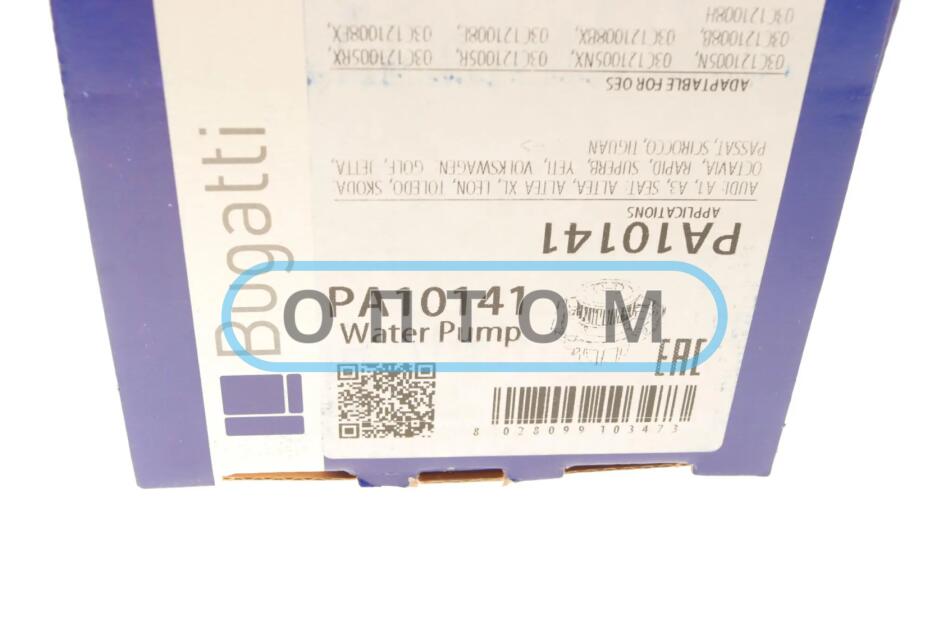 Bugatti
PA10141
Water Pump
EAC
8 028099 103473
ОПТОМ
PA10141
APPLICATIONS
AUDI: A1, A3, SEAT: ALTEA, ALTEA XL, LEON, TOLEDO, SKODA:
OCTAVIA, RAPID, SUPERB, YETI, VOLKSWAGEN: GOLF, JETTA,
PASSAT, SCIROCCO, TIGUAN
ADAPTABLE FOR OES
03C121005N, 03C121005NX, 03C121005R, 03C121005RX,
03C121008B, 03C121008BX,
03C121008H